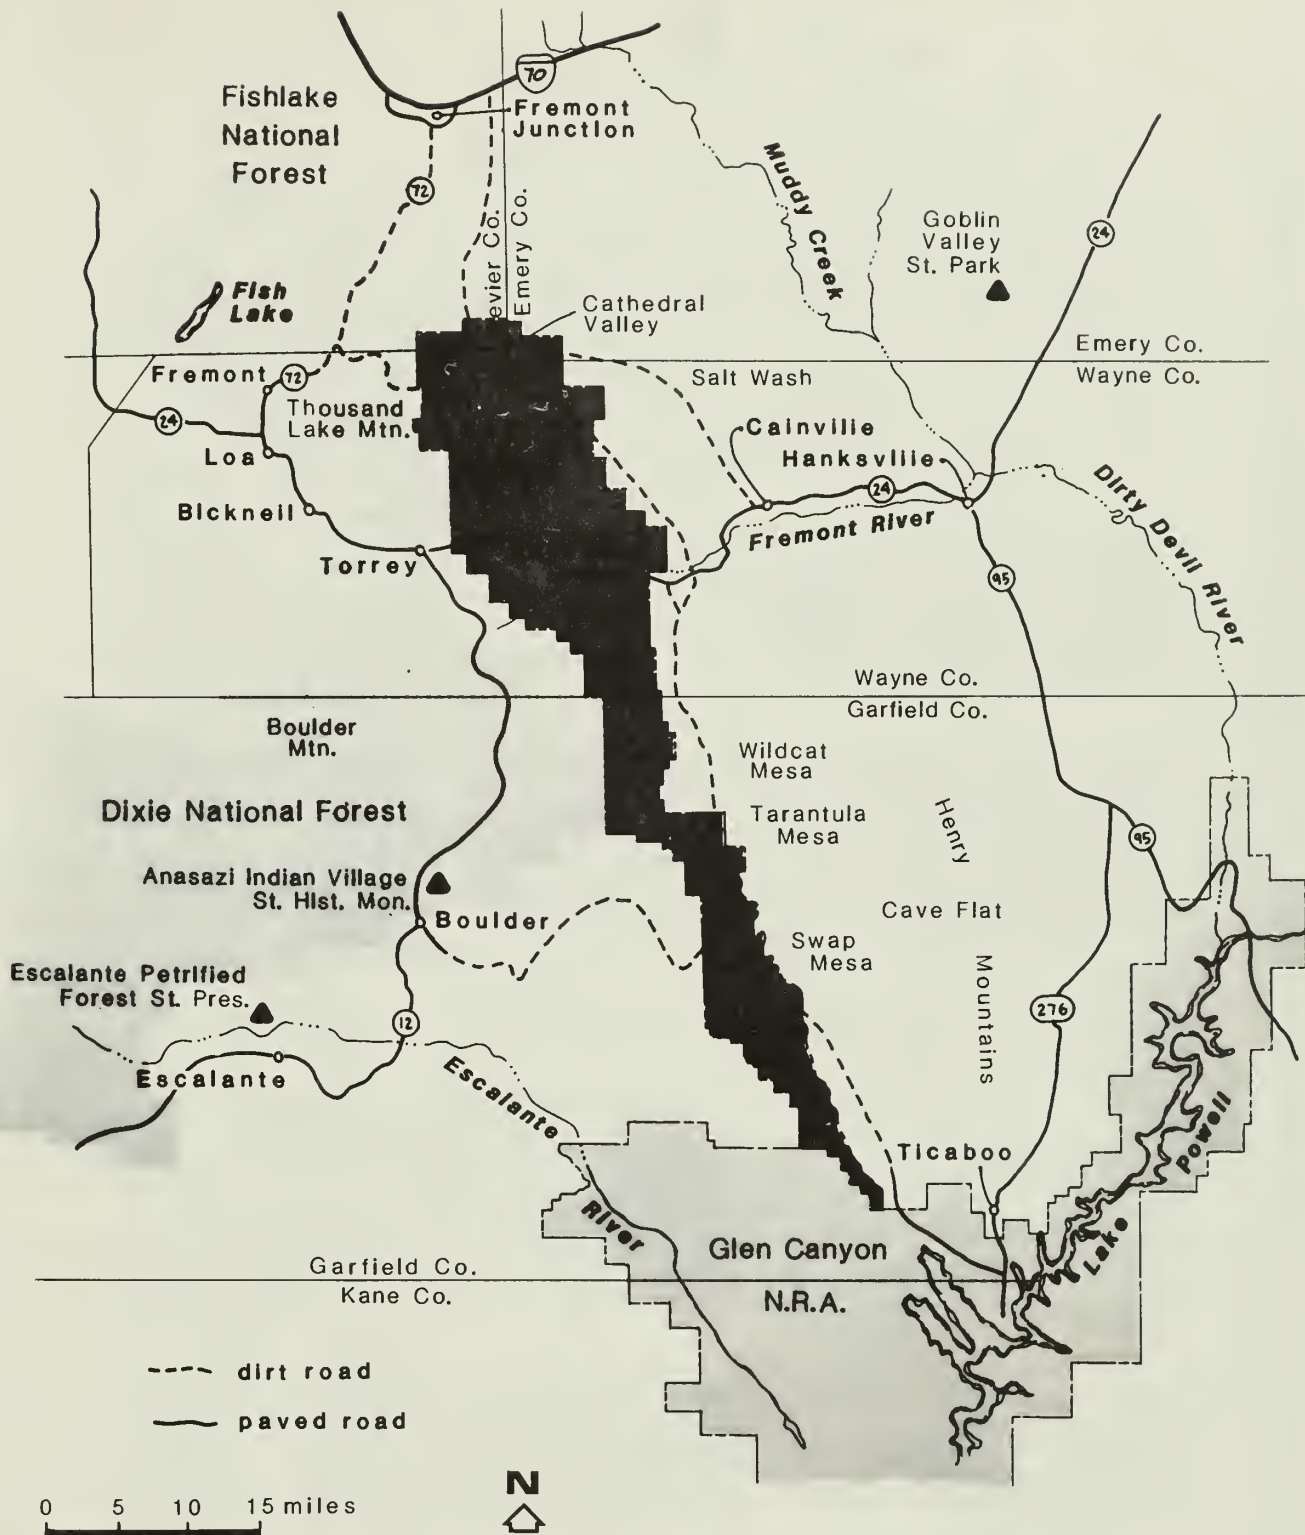 70
Fishlake
National
Forest
Fremont
Junction
72
Muddy Creek
Goblin
Valley
St. Park
24
evier Co.
Emery Co.
Fish
Lake
Cathedral
Valley
Emery Co.
Wayne Co.
Fremont
72
Salt Wash
Thousand
Lake Mtn.
24
Cainville
Loa
Hanksville
24
Dirty Devil River
Bicknell
Fremont River
Torrey
95
Wayne Co.
Garfield Co.
Boulder
Mtn.
Wildcat
Mesa
Dixie National Forest
Tarantula
Mesa
Henry
95
Anasazi Indian Village
St. Hist. Mon.
Boulder
Cave Flat
Swap
Mesa
Escalante Petrified
Forest St. Pres.
Mountains
276
12
Escalante
Escalante
River
Ticaboo
Lake Powell
Glen Canyon
N.R.A.
Garfield Co.
Kane Co.
dirt road
paved road
N
0 5 10 15 miles